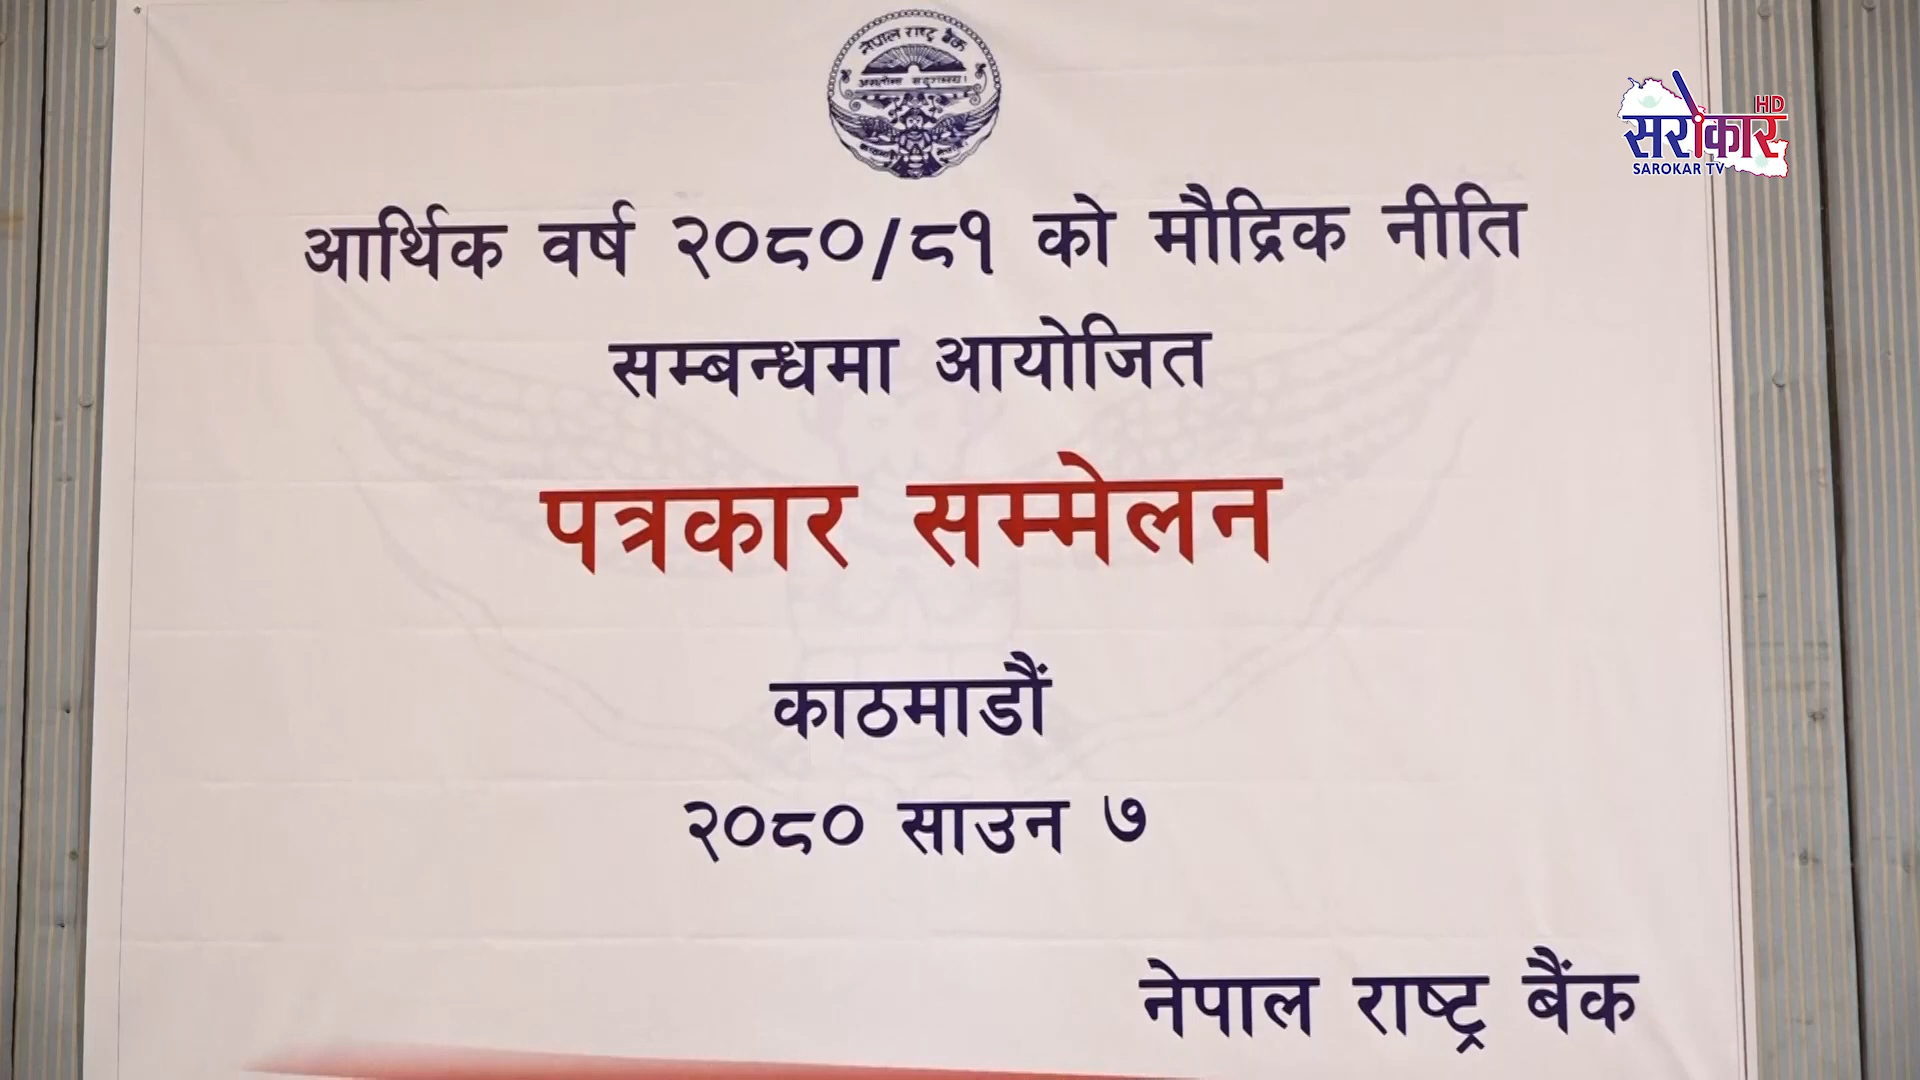 नेपाल राष्ट्र बैंक
HD
सरोकार
SAROKAR TV
आर्थिक वर्ष २०८०/८१ को मौद्रिक नीति
सम्बन्धमा आयोजित
पत्रकार सम्मेलन
काठमाडौं
२०८० साउन ७
नेपाल राष्ट्र बैंक